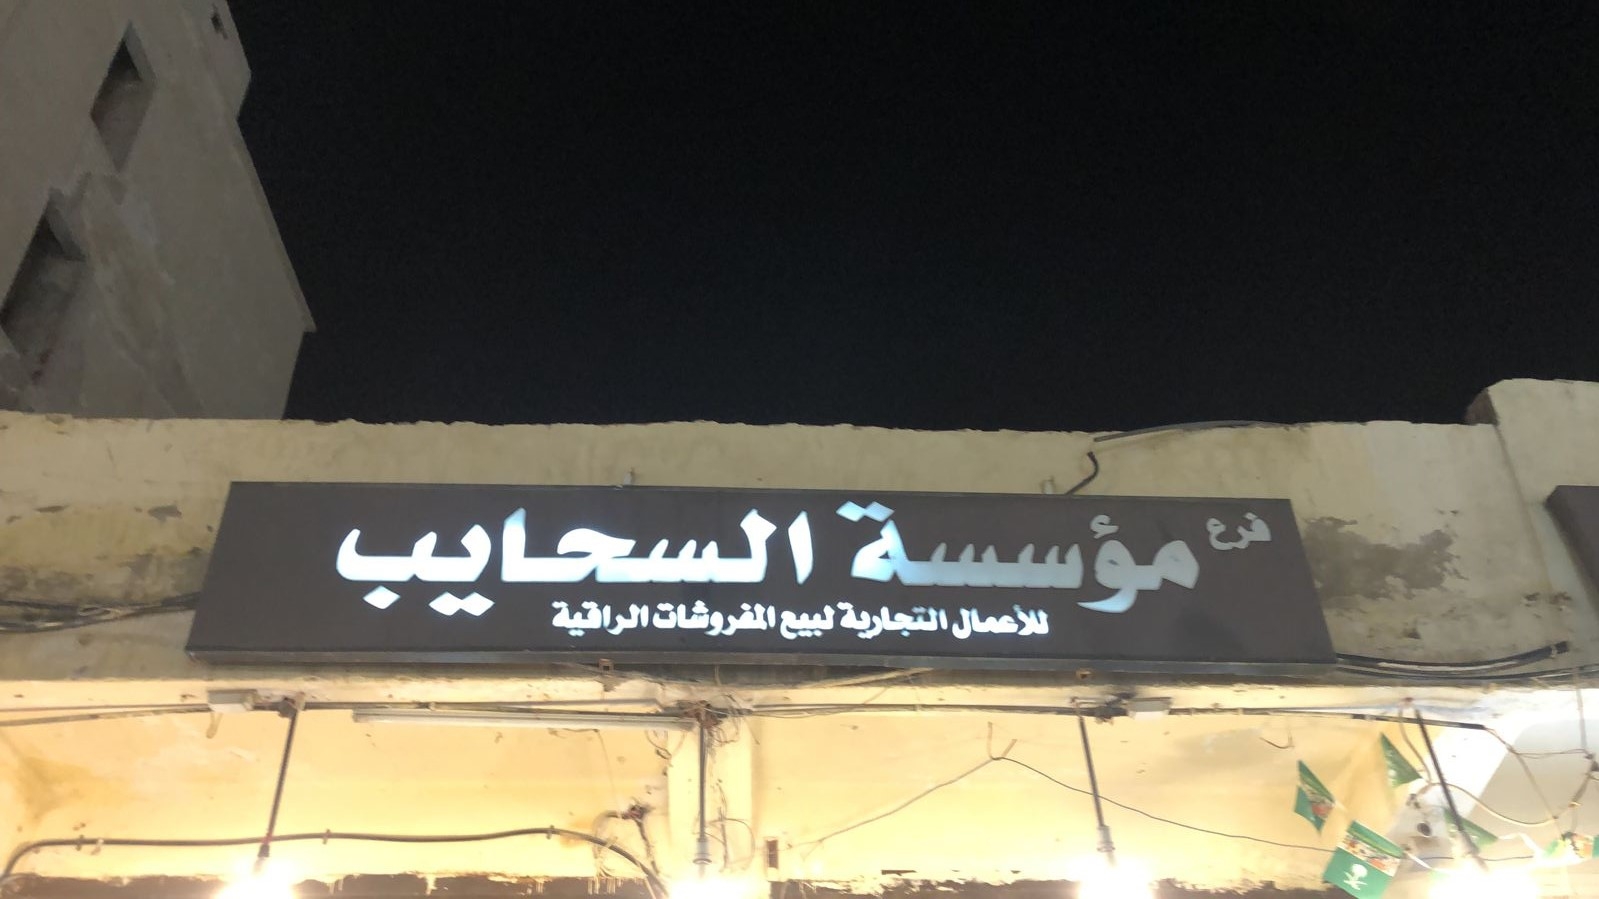 فرع مؤسسة السحايب
للأعمال التجارية لبيع المفروشات الراقية